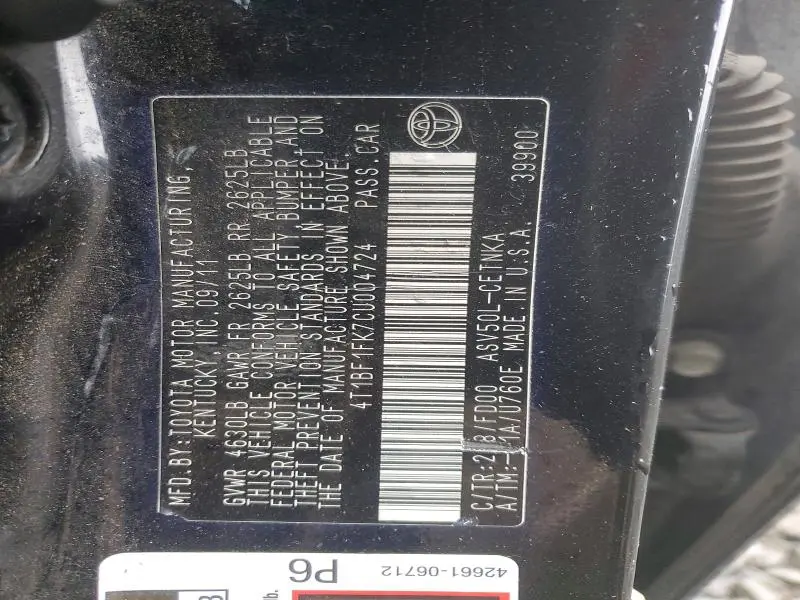 MFD.BY:TOYOTA MOTOR MANUFACTURING,
KENTUCKY, INC. 09/11
GVWR 4630LB GAWR FR 2625LB RR 2625LB
THIS VEHICLE CONFORMS TO ALL APPLICABLE
FEDERAL MOTOR VEHICLE SAFETY, BUMPER, AND
THEFT PREVENTION STANDARDS IN EFFECT ON
THE DATE OF MANUFACTURE SHOWN ABOVE.
4T1BF1FK7CU004724 PASS.CAR
C/TR: /FD00 ASV50L-CETNKA
A/TM: /U760E MADE IN U.S.A. 39900
P6
42661-06712
lb.